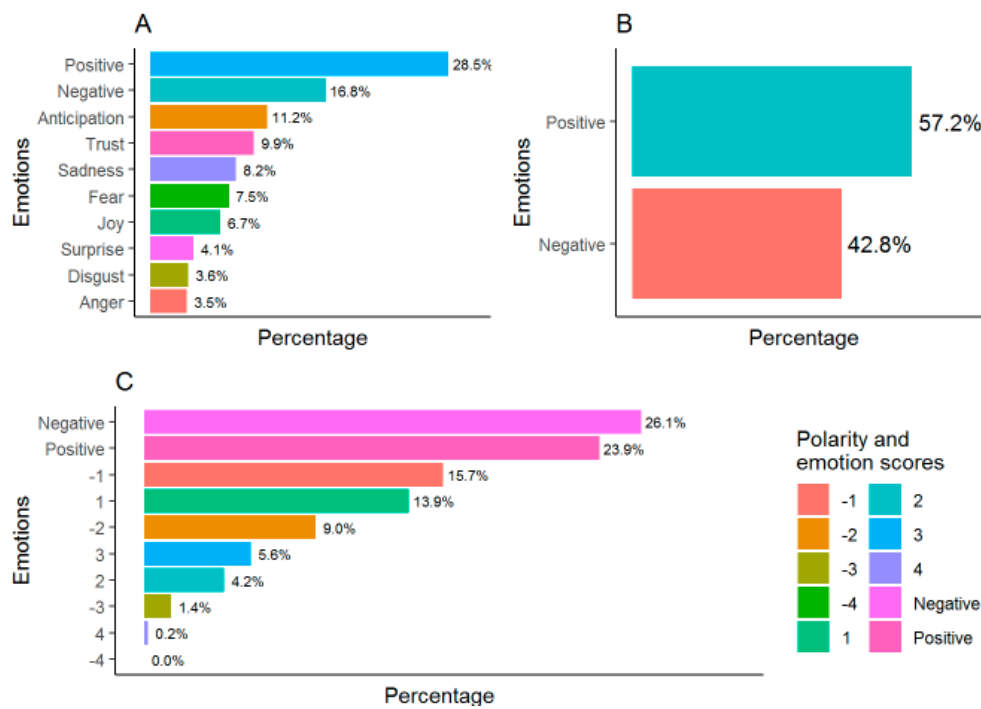 A
Emotions
Positive 28.5%
Negative 16.8%
Anticipation 11.2%
Trust 9.9%
Sadness 8.2%
Fear 7.5%
Joy 6.7%
Surprise 4.1%
Disgust 3.6%
Anger 3.5%
Percentage
B
Emotions
Positive 57.2%
Negative 42.8%
Percentage
C
Emotions
Negative 26.1%
Positive 23.9%
-1 15.7%
1 13.9%
-2 9.0%
3 5.6%
2 4.2%
-3 1.4%
4 0.2%
-4 0.0%
Percentage
Polarity and
emotion scores
-1 2
-2 3
-3 4
-4 Negative
1 Positive